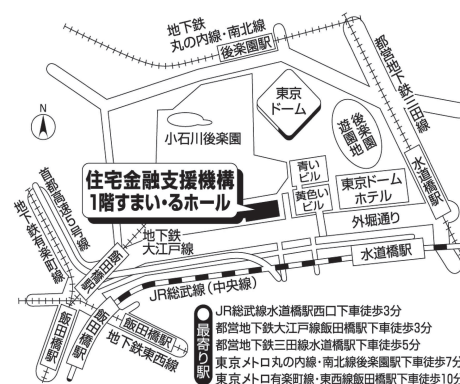 地下鉄
丸の内線・南北線
後楽園駅
都営地下鉄三田線
東京
ドーム
N
小石川後楽園
後楽園
遊園地
水道橋駅
青い
ビル
住宅金融支援機構
1階すまい・るホール
黄色い
ビル
東京ドーム
ホテル
首都高速5号線
地下鉄有楽町線
外堀通り
地下鉄
大江戸線
飯田橋駅
水道橋駅
JR総武線(中央線)
飯田橋駅
飯田橋駅
飯田橋駅
地下鉄東西線
最寄り駅
JR総武線水道橋駅西口下車徒歩3分
都営地下鉄大江戸線飯田橋駅下車徒歩3分
都営地下鉄三田線水道橋駅下車徒歩5分
東京メトロ丸の内線・南北線後楽園駅下車徒歩7分
東京メトロ有楽町線・東西線飯田橋駅下車徒歩10分